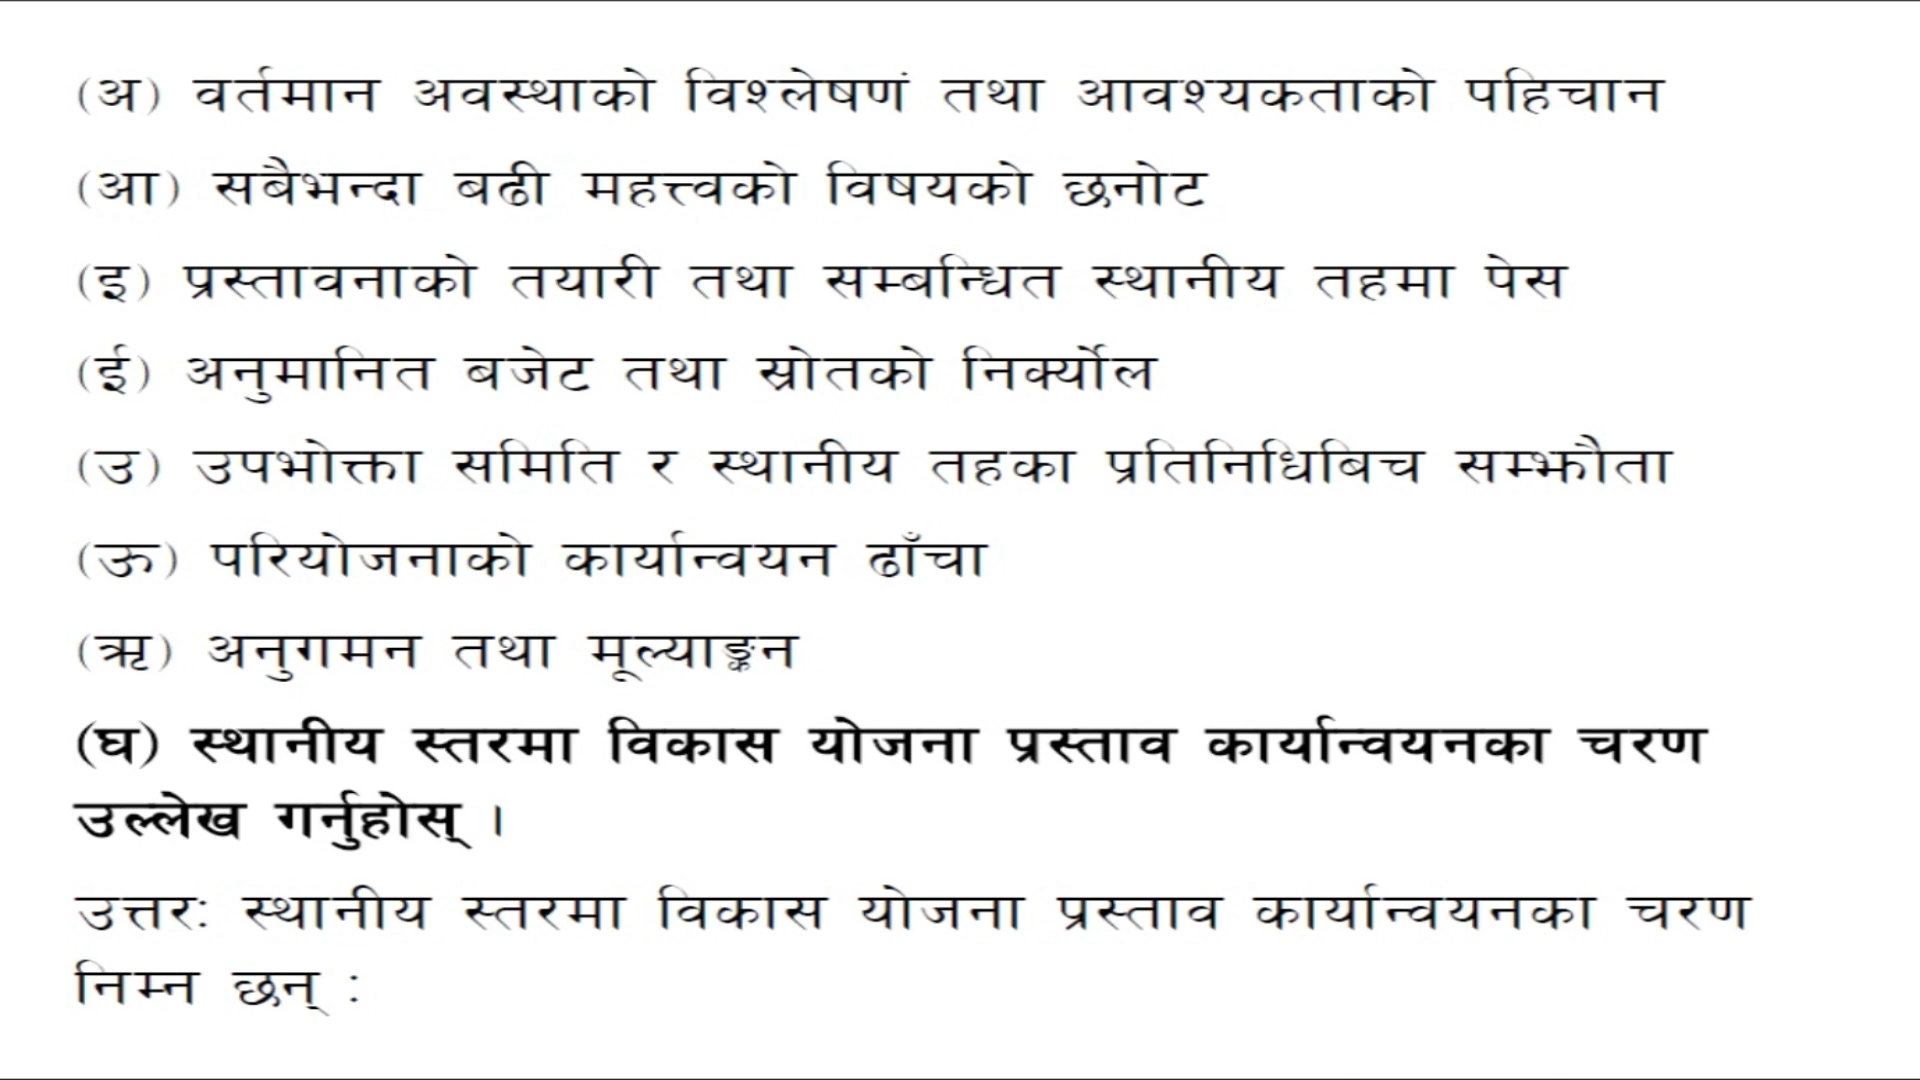 (अ) वर्तमान अवस्थाको विश्लेषणं तथा आवश्यकताको पहिचान
(आ) सबैभन्दा बढी महत्त्वको विषयको छनोट
(इ) प्रस्तावनाको तयारी तथा सम्बन्धित स्थानीय तहमा पेस
(ई) अनुमानित बजेट तथा स्रोतको निर्क्योल
(उ) उपभोक्ता समिति र स्थानीय तहका प्रतिनिधिबिच सम्झौता
(ऊ) परियोजनाको कार्यान्वयन ढाँचा
(ऋ) अनुगमन तथा मूल्याङ्कन
(घ) स्थानीय स्तरमा विकास योजना प्रस्ताव कार्यान्वयनका चरण
उल्लेख गर्नुहोस् ।
उत्तरः स्थानीय स्तरमा विकास योजना प्रस्ताव कार्यान्वयनका चरण
निम्न छन् :